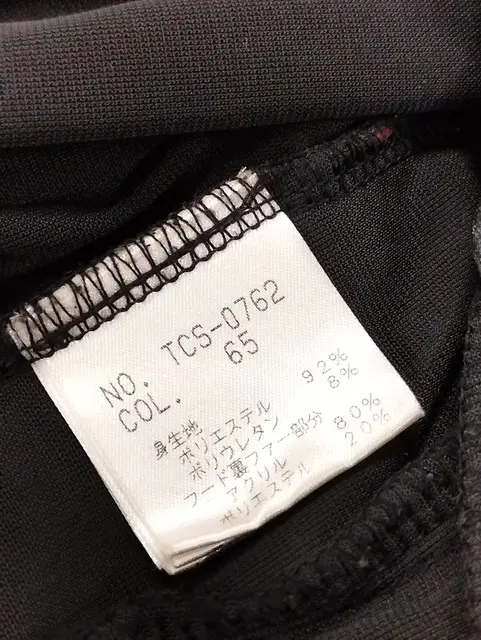 NO. TCS-0762
COL. 65
身生地
ポリエステル 92%
ポリウレタン 8%
フード裏ファー部分
アクリル 80%
ポリエステル 20%